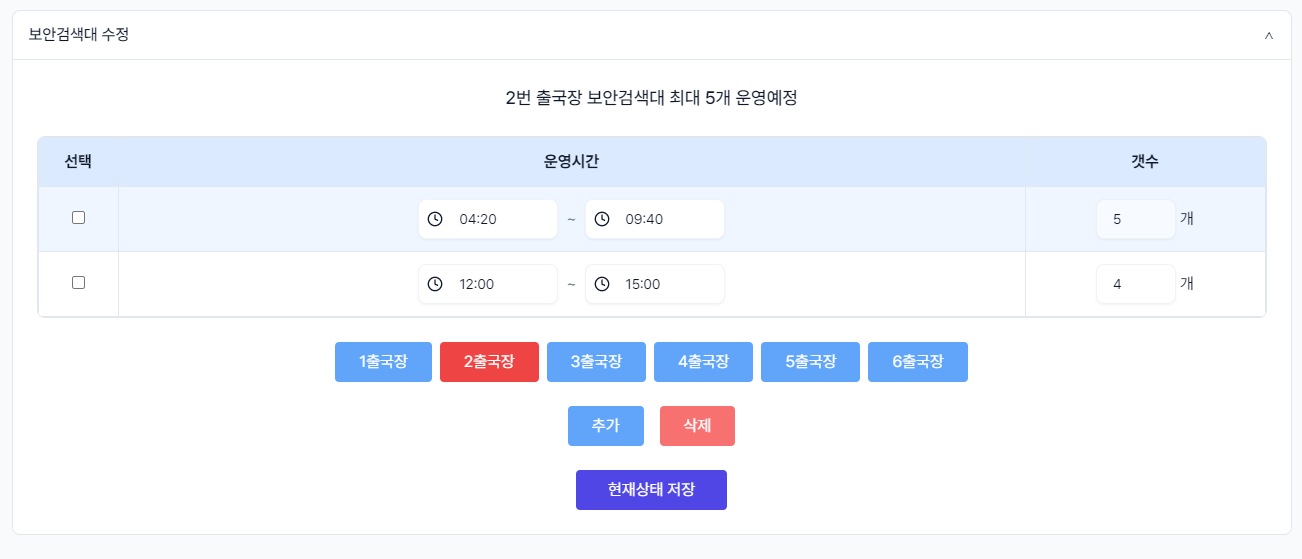 보안검색대 수정
2번 출국장 보안검색대 최대 5개 운영예정
선택 운영시간 갯수
04:20 ~ 09:40 5 개
12:00 ~ 15:00 4 개
1출국장 2출국장 3출국장 4출국장 5출국장 6출국장
추가 삭제
현재상태 저장